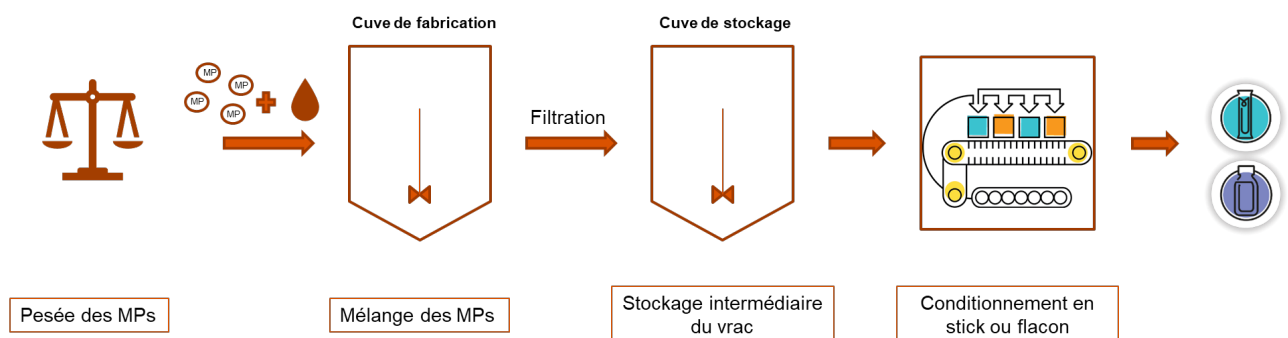 Cuve de fabrication
Cuve de stockage
MP
MP
MP
MP
Filtration
Pesée des MPs
Mélange des MPs
Stockage intermédiaire
du vrac
Conditionnement en
stick ou flacon